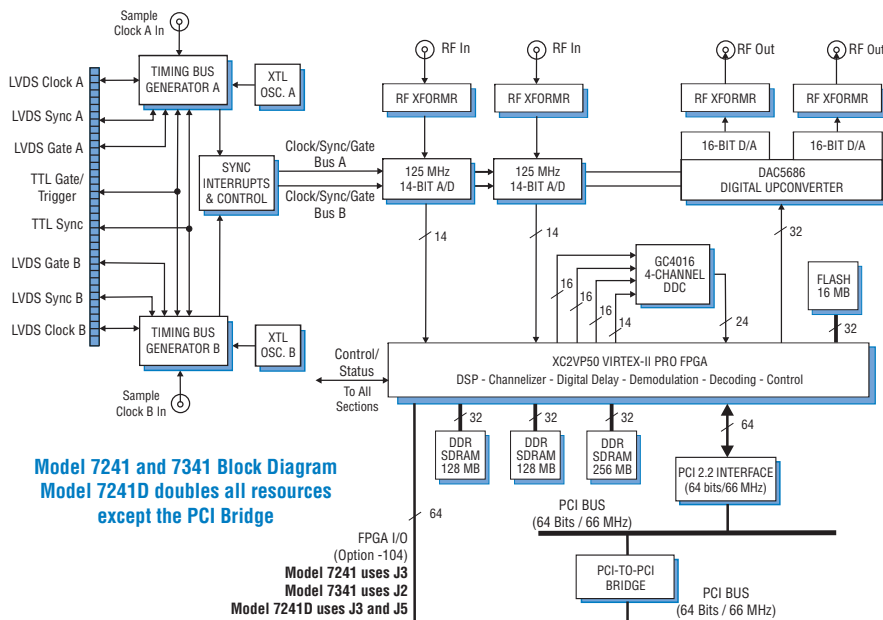 Sample
Clock A In
RF In
RF In
RF Out
RF Out
LVDS Clock A
TIMING BUS
GENERATOR A
XTL
OSC. A
RF XFORMR
RF XFORMR
RF XFORMR
RF XFORMR
LVDS Sync A
LVDS Gate A
TTL Gate/
Trigger
TTL Sync
LVDS Gate B
LVDS Sync B
LVDS Clock B
SYNC
INTERRUPTS
& CONTROL
Clock/Sync/Gate
Bus A
Clock/Sync/Gate
Bus B
125 MHz
14-BIT A/D
125 MHz
14-BIT A/D
16-BIT D/A
16-BIT D/A
DAC5686
DIGITAL UPCONVERTER
14
14
32
16
16
16
14
GC4016
4-CHANNEL
DDC
24
FLASH
16 MB
32
TIMING BUS
GENERATOR B
XTL
OSC. B
Sample
Clock B In
Control/
Status
To All
Sections
XC2VP50 VIRTEX-II PRO FPGA
DSP - Channelizer - Digital Delay - Demodulation - Decoding - Control
32
32
32
64
DDR
SDRAM
128 MB
DDR
SDRAM
128 MB
DDR
SDRAM
256 MB
PCI 2.2 INTERFACE
(64 bits/66 MHz)
Model 7241 and 7341 Block Diagram
Model 7241D doubles all resources
except the PCI Bridge
64
FPGA I/O
(Option -104)
Model 7241 uses J3
Model 7341 uses J2
Model 7241D uses J3 and J5
PCI BUS
(64 Bits / 66 MHz)
PCI-TO-PCI
BRIDGE
PCI BUS
(64 Bits / 66 MHz)